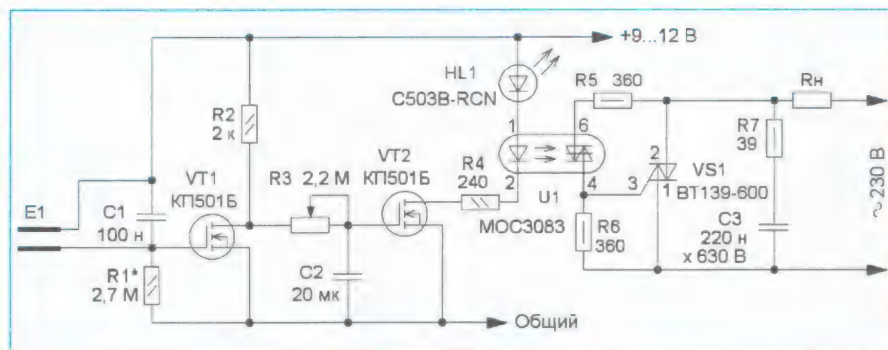 +9...12 В
HL1
C503B-RCN
R5 360
Rн
R2
2 к
1
6
R7
39
VT1
КП501Б
R3
2,2 М
VT2
КП501Б
R4
240
2
4
U1
MOC3083
3
2
1
VS1
BT139-600
~ 230 В
E1
C1
100 н
R6
360
C3
220 н
x 630 В
R1*
2,7 М
C2
20 мк
Общий